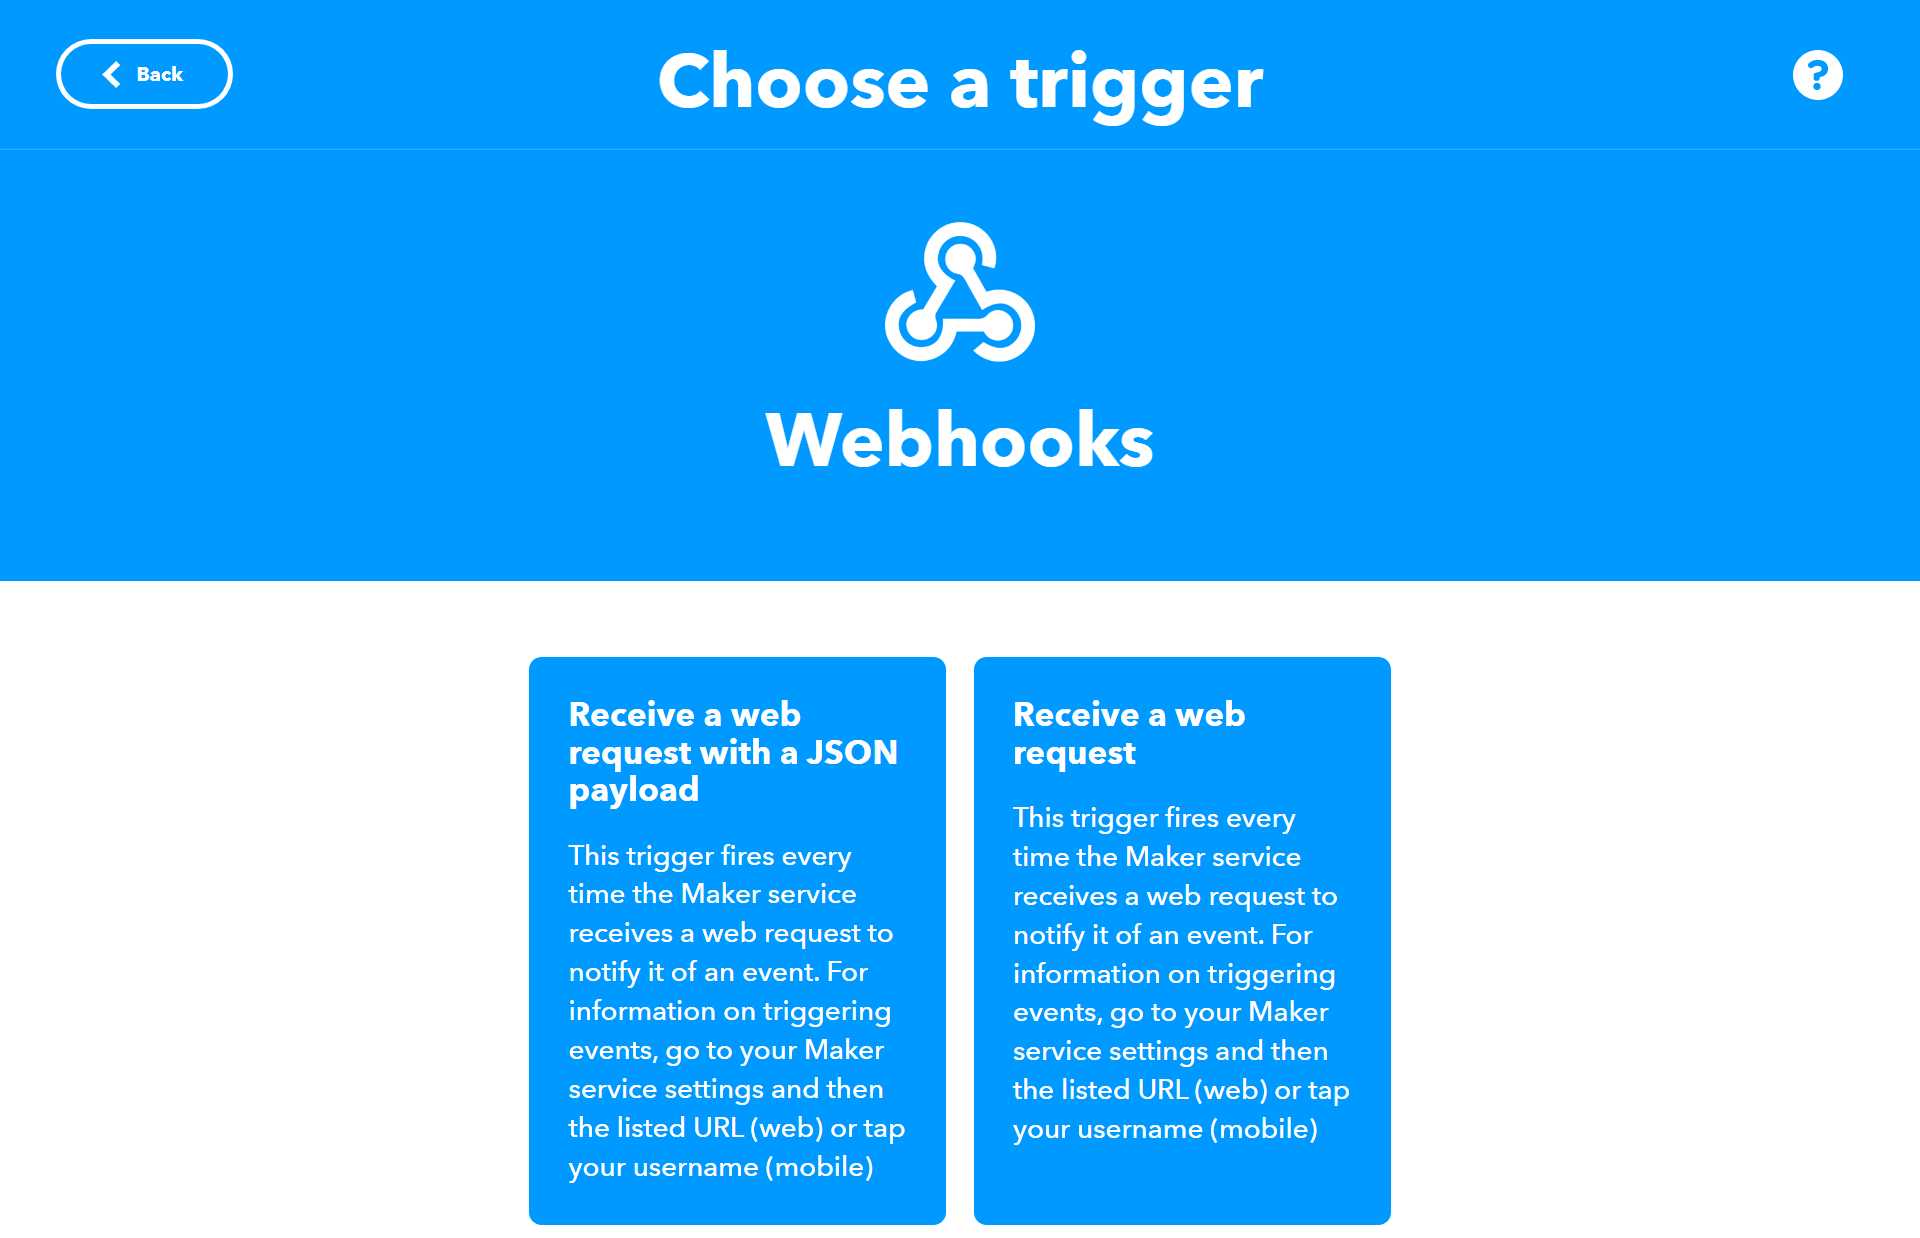 Back
Choose a trigger
?
Webhooks
Receive a web
request with a JSON
payload
This trigger fires every
time the Maker service
receives a web request to
notify it of an event. For
information on triggering
events, go to your Maker
service settings and then
the listed URL (web) or tap
your username (mobile)
Receive a web
request
This trigger fires every
time the Maker service
receives a web request to
notify it of an event. For
information on triggering
events, go to your Maker
service settings and then
the listed URL (web) or tap
your username (mobile)